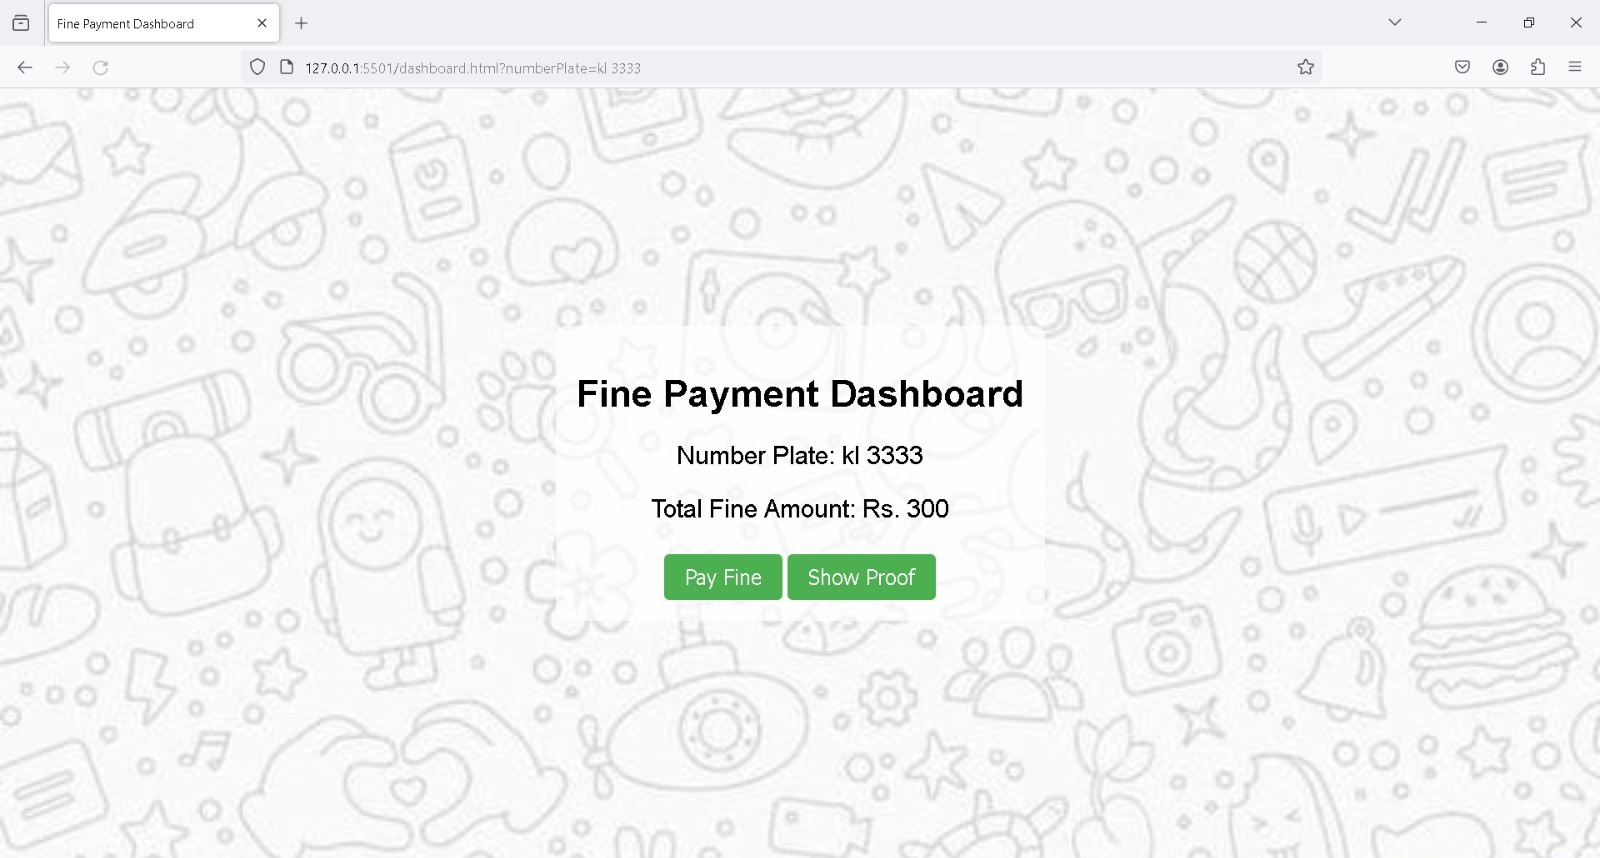 Fine Payment Dashboard
127.0.0.1:5501/dashboard.html?numberPlate=kl 3333
Fine Payment Dashboard
Number Plate: kl 3333
Total Fine Amount: Rs. 300
Pay Fine Show Proof